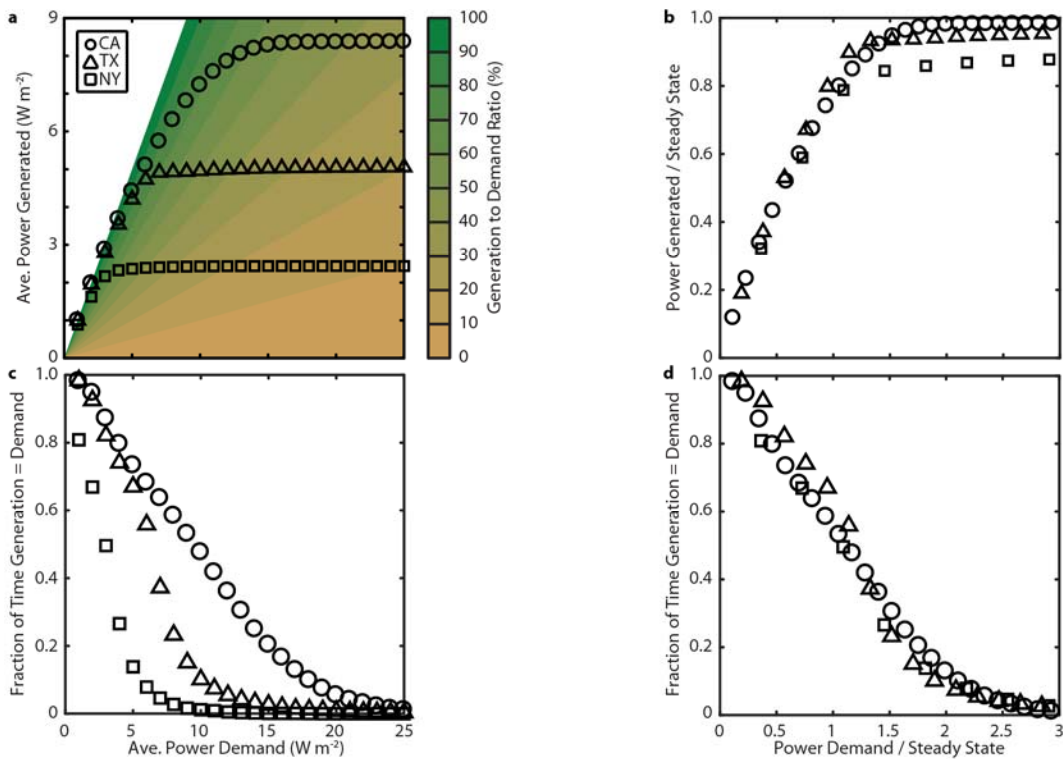 a
CA
TX
NY
Ave. Power Generated (W m⁻²)
9
6
3
0
100
90
80
70
60
50
40
30
20
10
0
Generation to Demand Ratio (%)
b
Power Generated / Steady State
1.0
0.8
0.6
0.4
0.2
0
c
Fraction of Time Generation = Demand
1.0
0.8
0.6
0.4
0.2
0
0 5 10 15 20 25
Ave. Power Demand (W m⁻²)
d
Fraction of Time Generation = Demand
1.0
0.8
0.6
0.4
0.2
0
0 0.5 1.0 1.5 2.0 2.5 3
Power Demand / Steady State